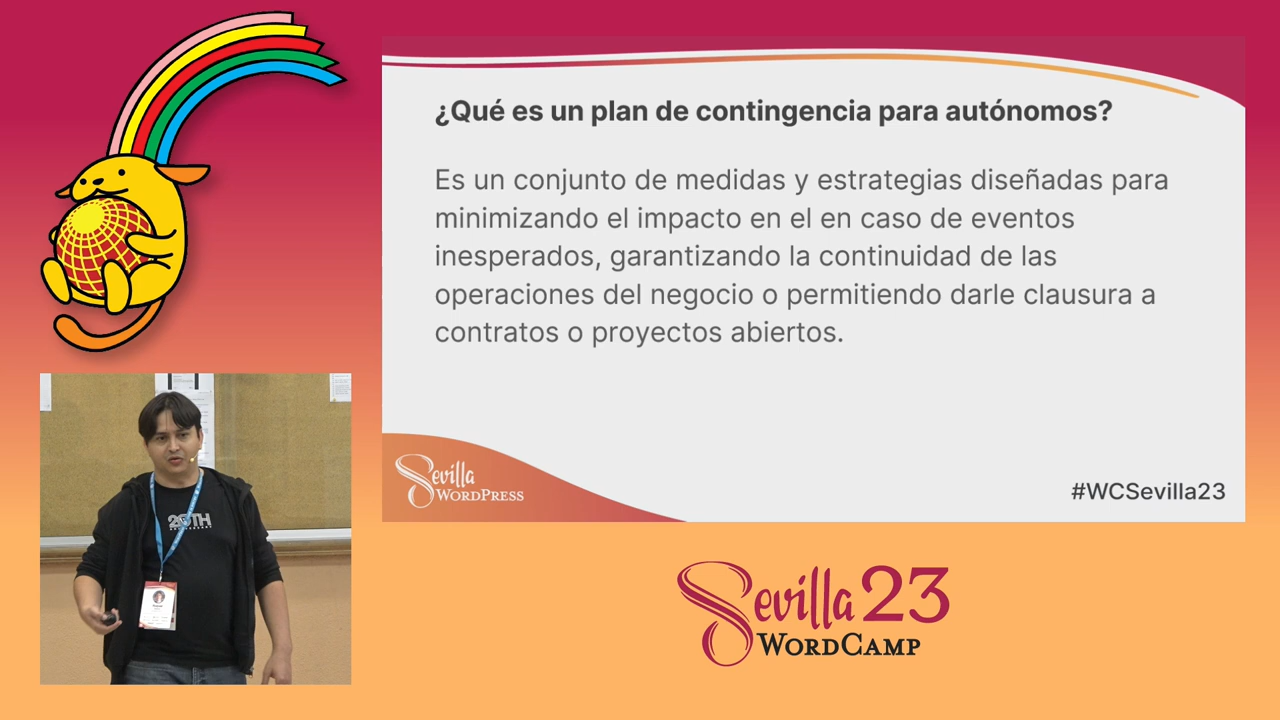 ¿Qué es un plan de contingencia para autónomos?
Es un conjunto de medidas y estrategias diseñadas para
minimizando el impacto en el en caso de eventos
inesperados, garantizando la continuidad de las
operaciones del negocio o permitiendo darle clausura a
contratos o proyectos abiertos.
Sevilla
WORDPRESS
#WCSevilla23
20TH
ANNIVERSARY
Sevilla 23
WORDCAMP